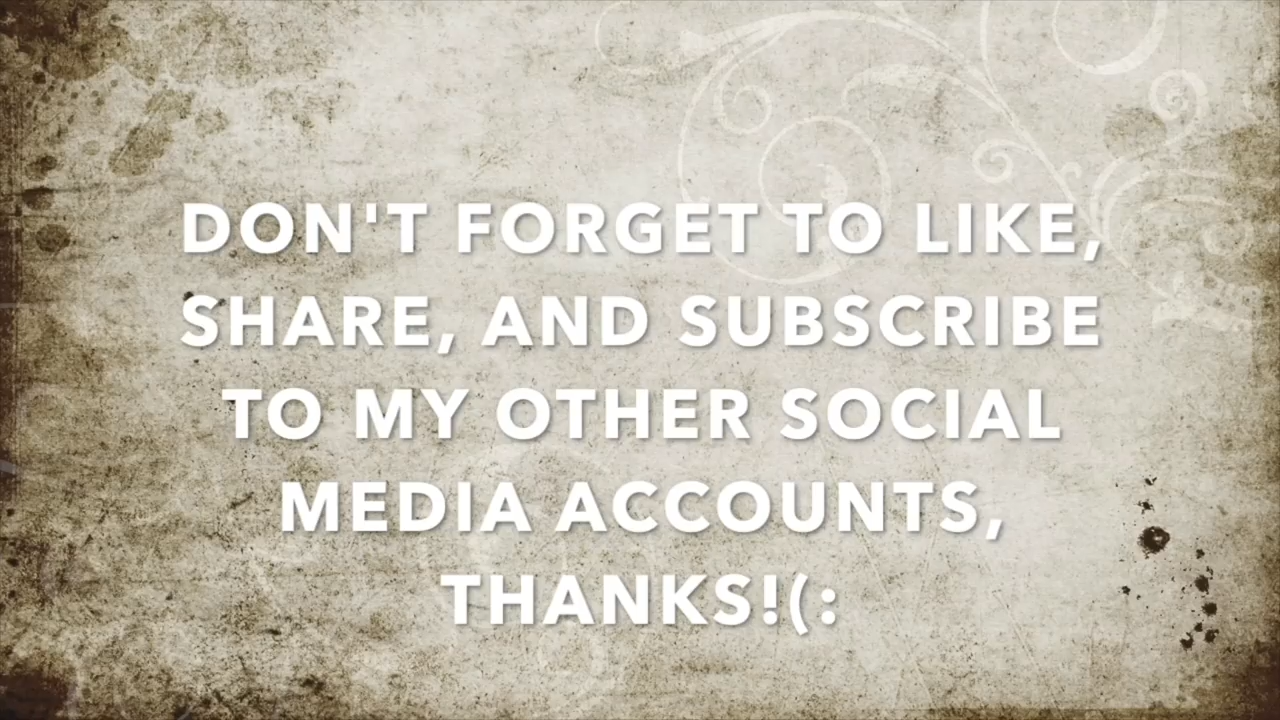 DON'T FORGET TO LIKE,
SHARE, AND SUBSCRIBE
TO MY OTHER SOCIAL
MEDIA ACCOUNTS,
THANKS!(: